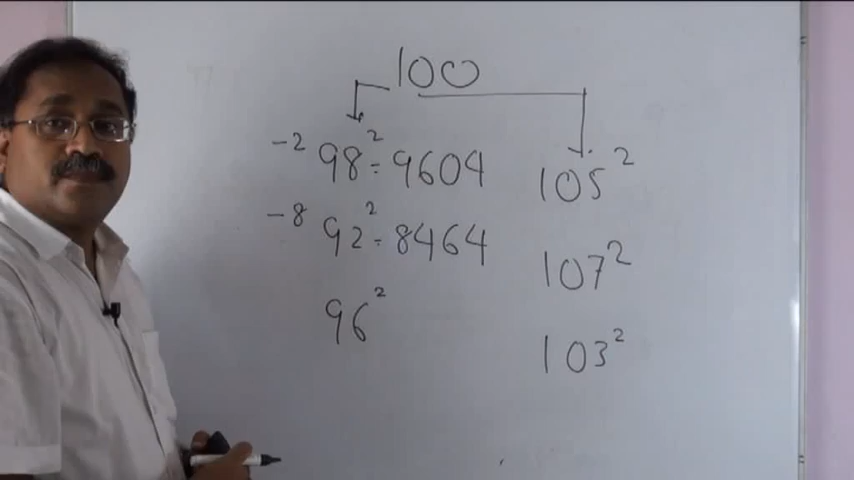 100
-2 98² = 9604
105²
-8 92² = 8464
107²
96²
103²